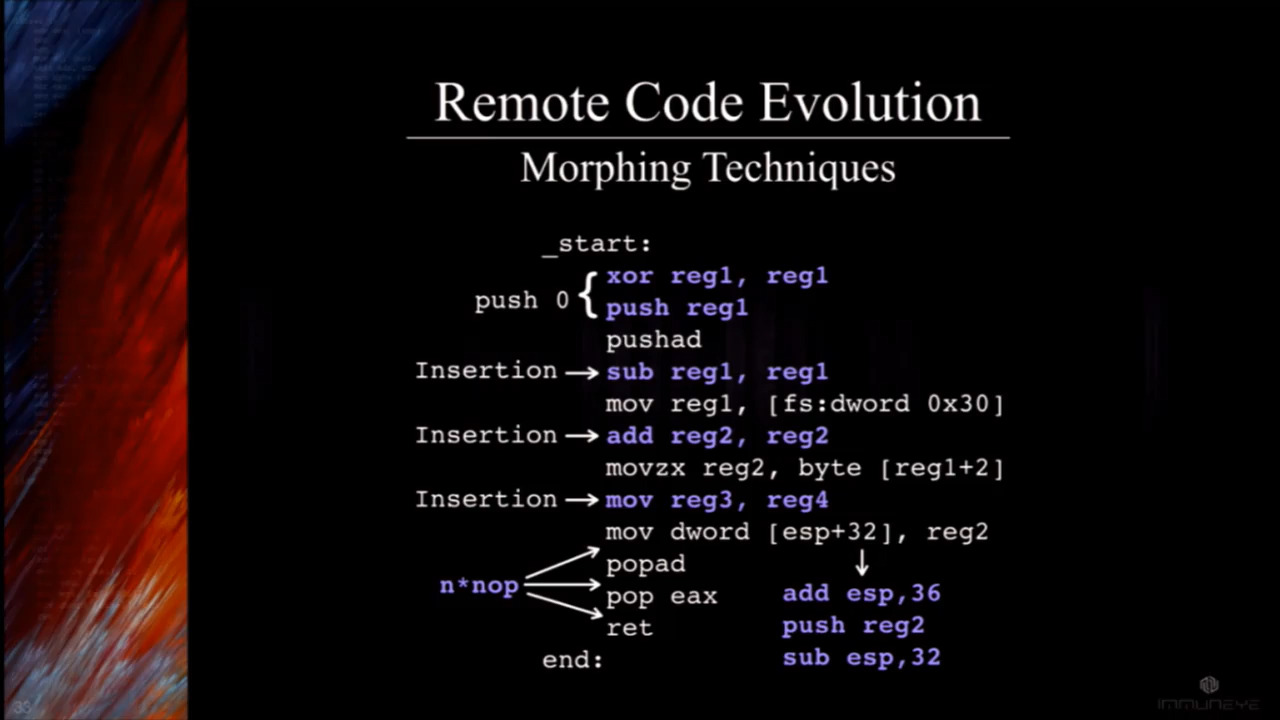 Remote Code Evolution
Morphing Techniques
_start:
push 0 { xor reg1, reg1
push reg1
pushad
Insertion → sub reg1, reg1
mov reg1, [fs:dword 0x30]
Insertion → add reg2, reg2
movzx reg2, byte [reg1+2]
Insertion → mov reg3, reg4
mov dword [esp+32], reg2
n*nop
popad
pop eax
ret
add esp,36
push reg2
sub esp,32
end:
33
IMMUNEYE